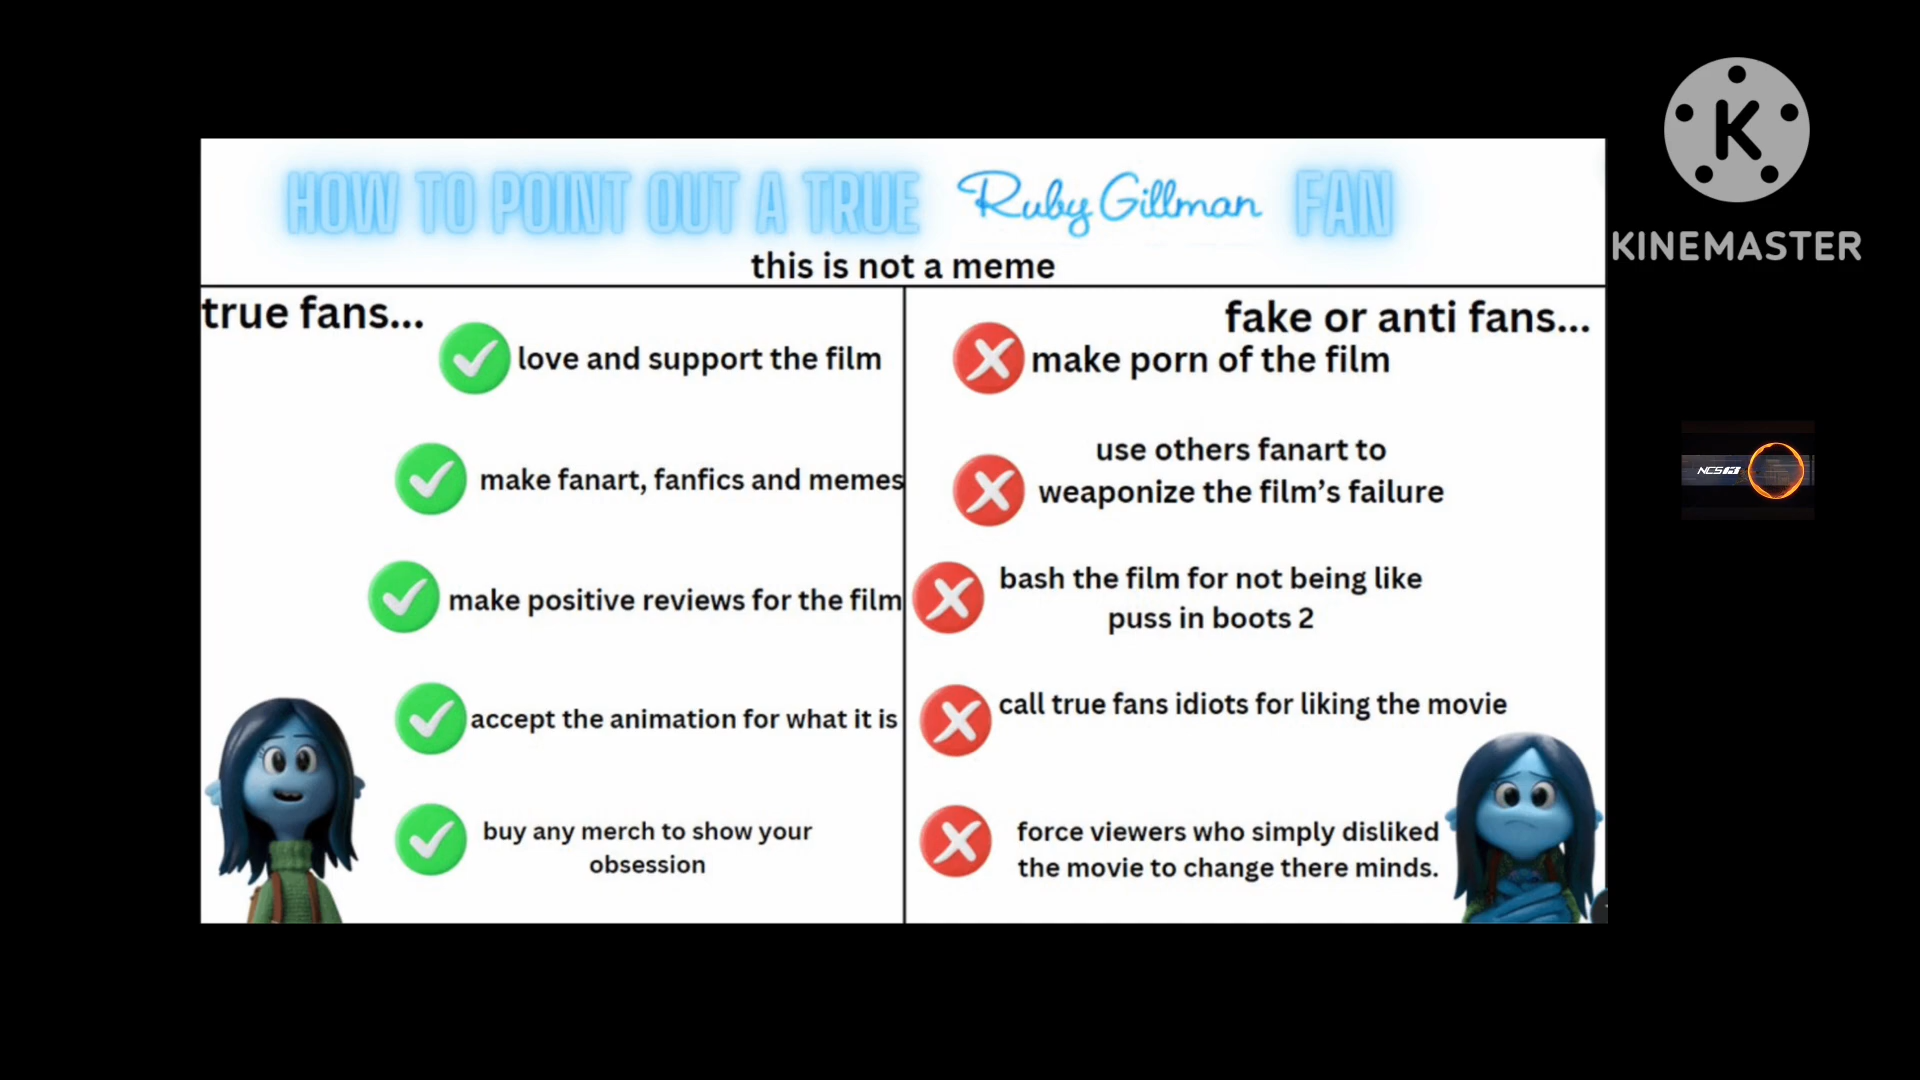 HOW TO POINT OUT A TRUE Ruby Gillman FAN
this is not a meme
true fans...
love and support the film
make fanart, fanfics and memes
make positive reviews for the film
accept the animation for what it is
buy any merch to show your
obsession
fake or anti fans...
make porn of the film
use others fanart to
weaponize the film's failure
bash the film for not being like
puss in boots 2
call true fans idiots for liking the movie
force viewers who simply disliked
the movie to change there minds.
K
KINEMASTER
NCS